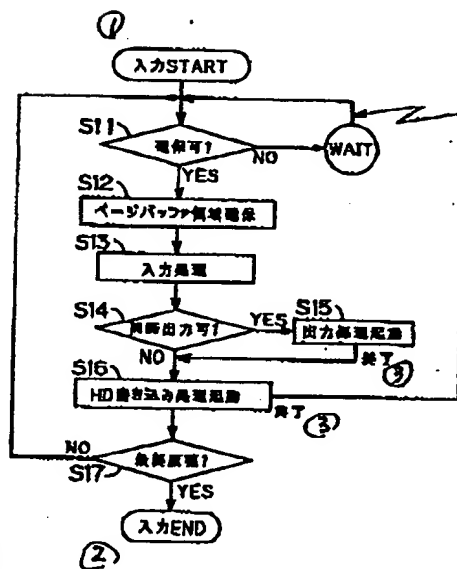 ①
入力START
S11
確保可?
NO
WAIT
YES
S12
ページバッファ領域確保
S13
入力処理
S14
同時出力可?
YES
S15
出力処理起動
NO
終了
③
S16
HD書き込み処理起動
終了
③
NO
最終原稿?
S17
YES
入力END
②